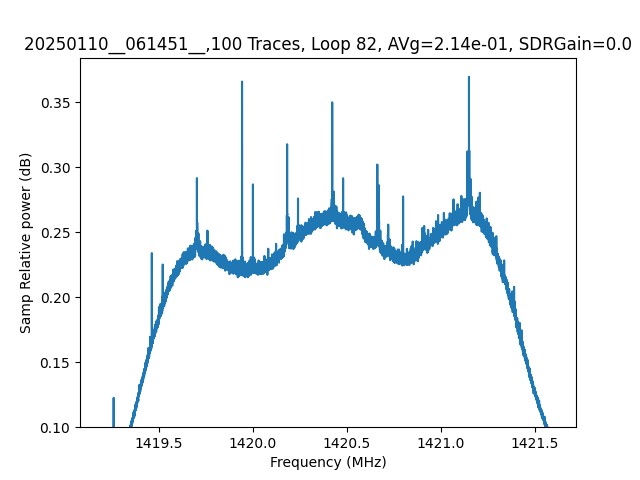 20250110__061451__,100 Traces, Loop 82, AVg=2.14e-01, SDRGain=0.0
0.35
0.30
0.25
0.20
0.15
0.10
Samp Relative power (dB)
1419.5 1420.0 1420.5 1421.0 1421.5
Frequency (MHz)